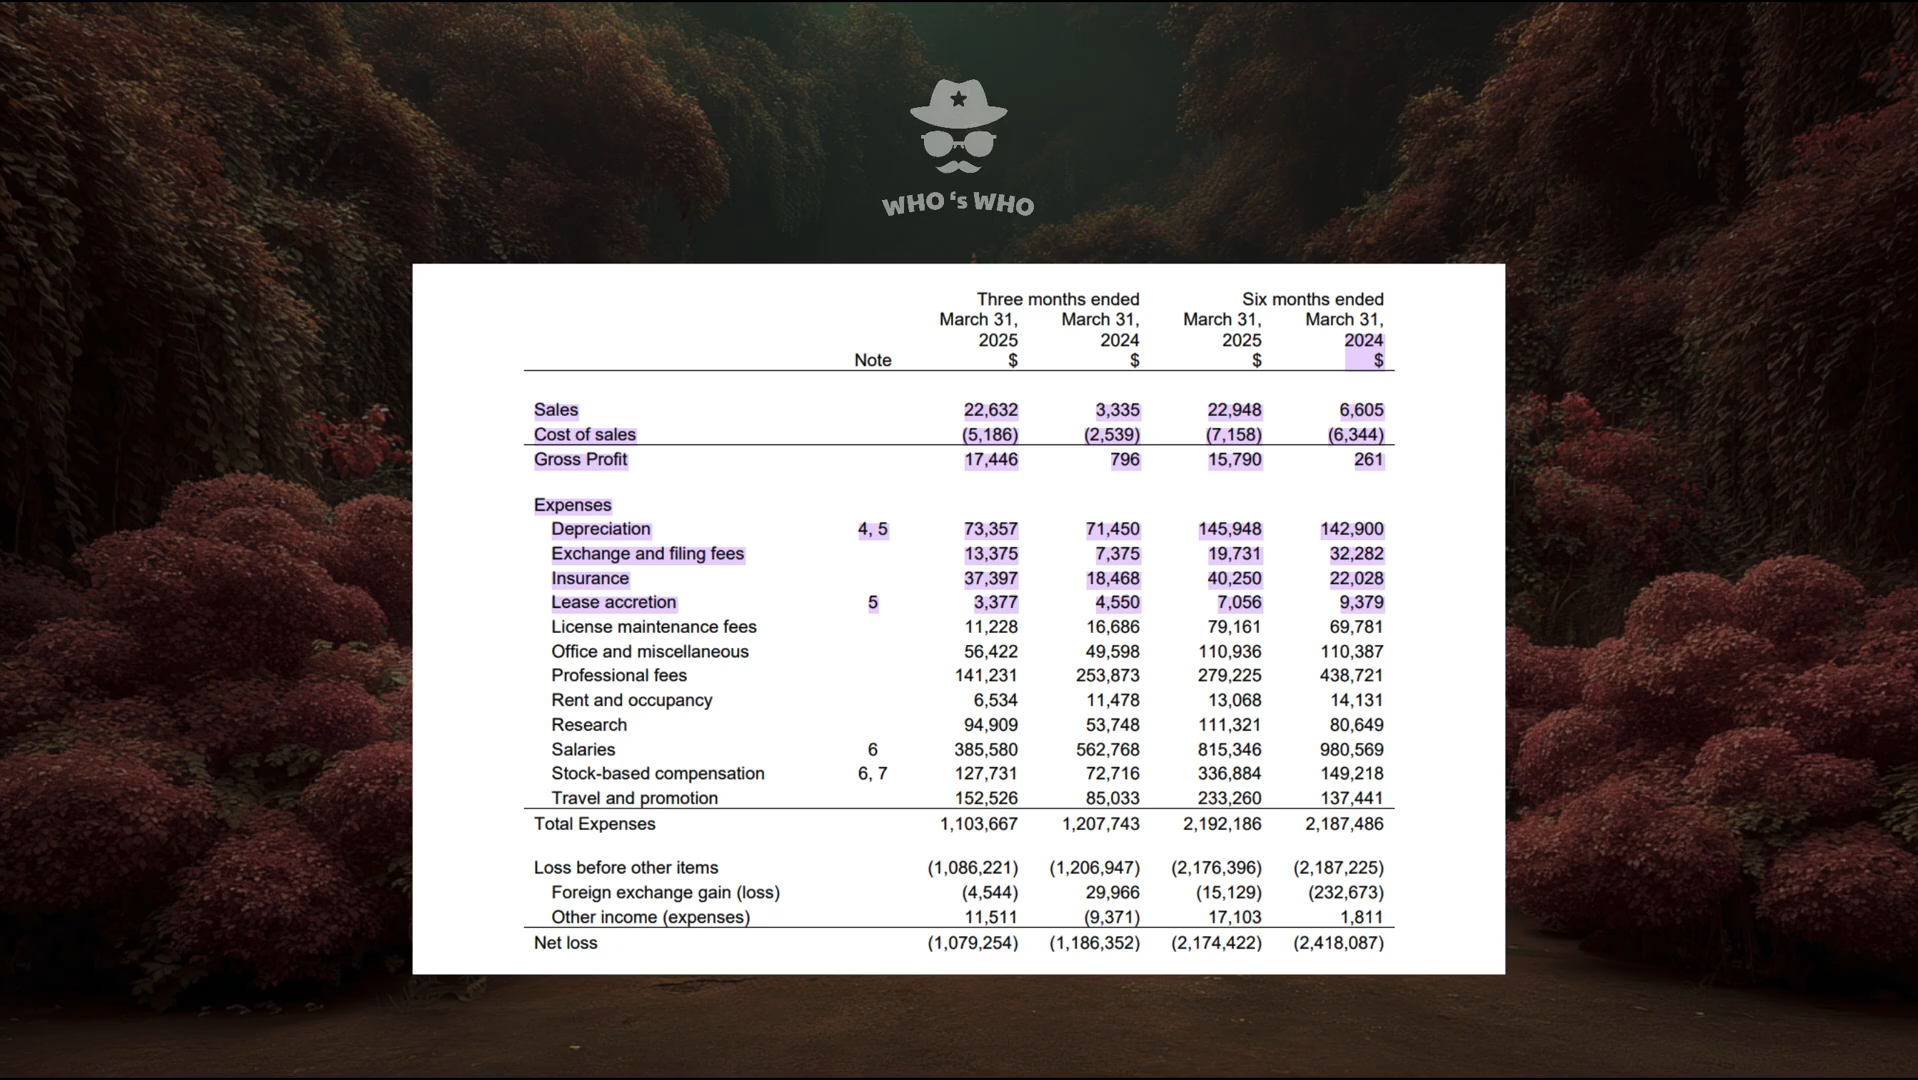 WHO 's WHO
Three months ended Six months ended
March 31, March 31, March 31, March 31,
2025 2024 2025 2024
Note $ $ $ $
Sales 22,632 3,335 22,948 6,605
Cost of sales (5,186) (2,539) (7,158) (6,344)
Gross Profit 17,446 796 15,790 261
Expenses
Depreciation 4, 5 73,357 71,450 145,948 142,900
Exchange and filing fees 13,375 7,375 19,731 32,282
Insurance 37,397 18,468 40,250 22,028
Lease accretion 5 3,377 4,550 7,056 9,379
License maintenance fees 11,228 16,686 79,161 69,781
Office and miscellaneous 56,422 49,598 110,936 110,387
Professional fees 141,231 253,873 279,225 438,721
Rent and occupancy 6,534 11,478 13,068 14,131
Research 94,909 53,748 111,321 80,649
Salaries 6 385,580 562,768 815,346 980,569
Stock-based compensation 6, 7 127,731 72,716 336,884 149,218
Travel and promotion 152,526 85,033 233,260 137,441
Total Expenses 1,103,667 1,207,743 2,192,186 2,187,486
Loss before other items (1,086,221) (1,206,947) (2,176,396) (2,187,225)
Foreign exchange gain (loss) (4,544) 29,966 (15,129) (232,673)
Other income (expenses) 11,511 (9,371) 17,103 1,811
Net loss (1,079,254) (1,186,352) (2,174,422) (2,418,087)